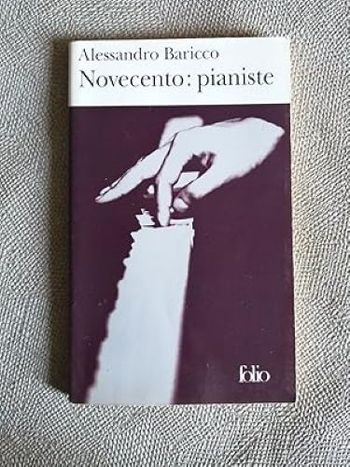 Alessandro Baricco
Novecento : pianiste
folio